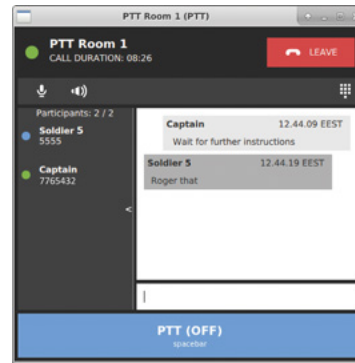 PTT Room 1 (PTT)
PTT Room 1
CALL DURATION: 08:26
LEAVE
Participants: 2 / 2
Soldier 5
5555
Captain
7765432
<
Captain 12.44.09 EEST
Wait for further instructions
Soldier 5 12.44.19 EEST
Roger that
PTT (OFF)
spacebar